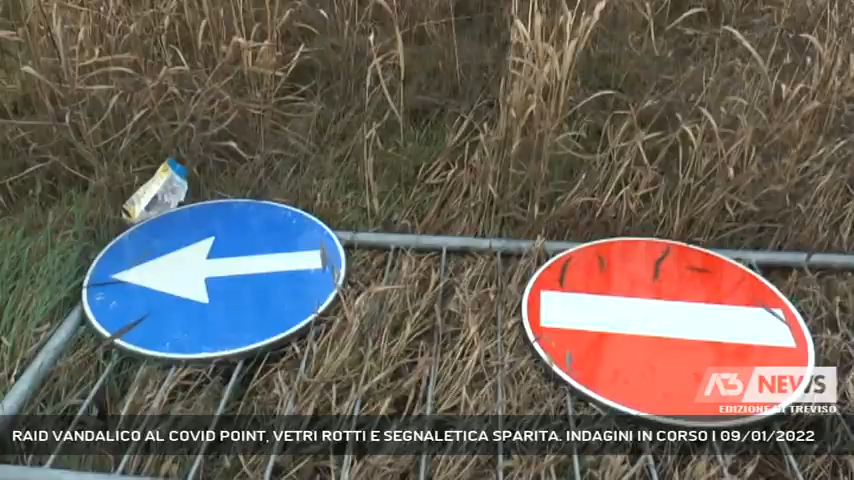 A3 NEWS
EDIZIONE DI TREVISO
RAID VANDALICO AL COVID POINT, VETRI ROTTI E SEGNALETICA SPARITA. INDAGINI IN CORSO | 09/01/2022